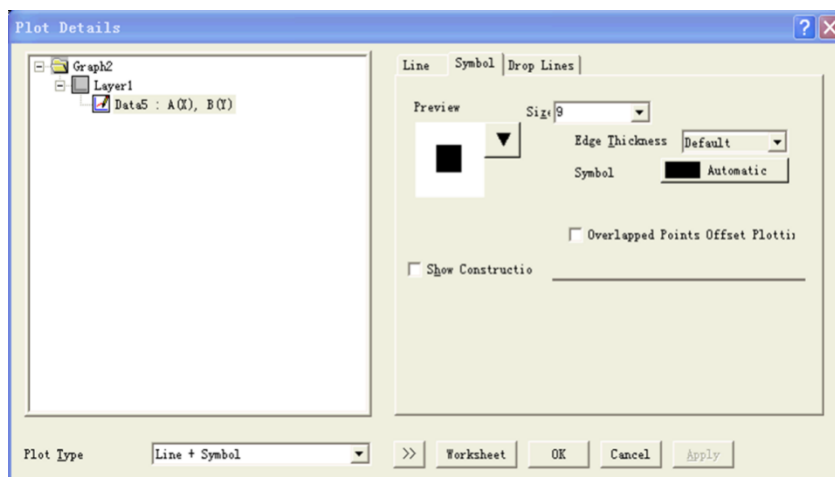 Plot Details
Graph2
Layer1
Data5 : A(X), B(Y)
Line Symbol Drop Lines
Preview Size 9
Edge Thickness Default
Symbol Automatic
Overlapped Points Offset Plottin
Show Constructio
Plot Type Line + Symbol >> Worksheet OK Cancel Apply